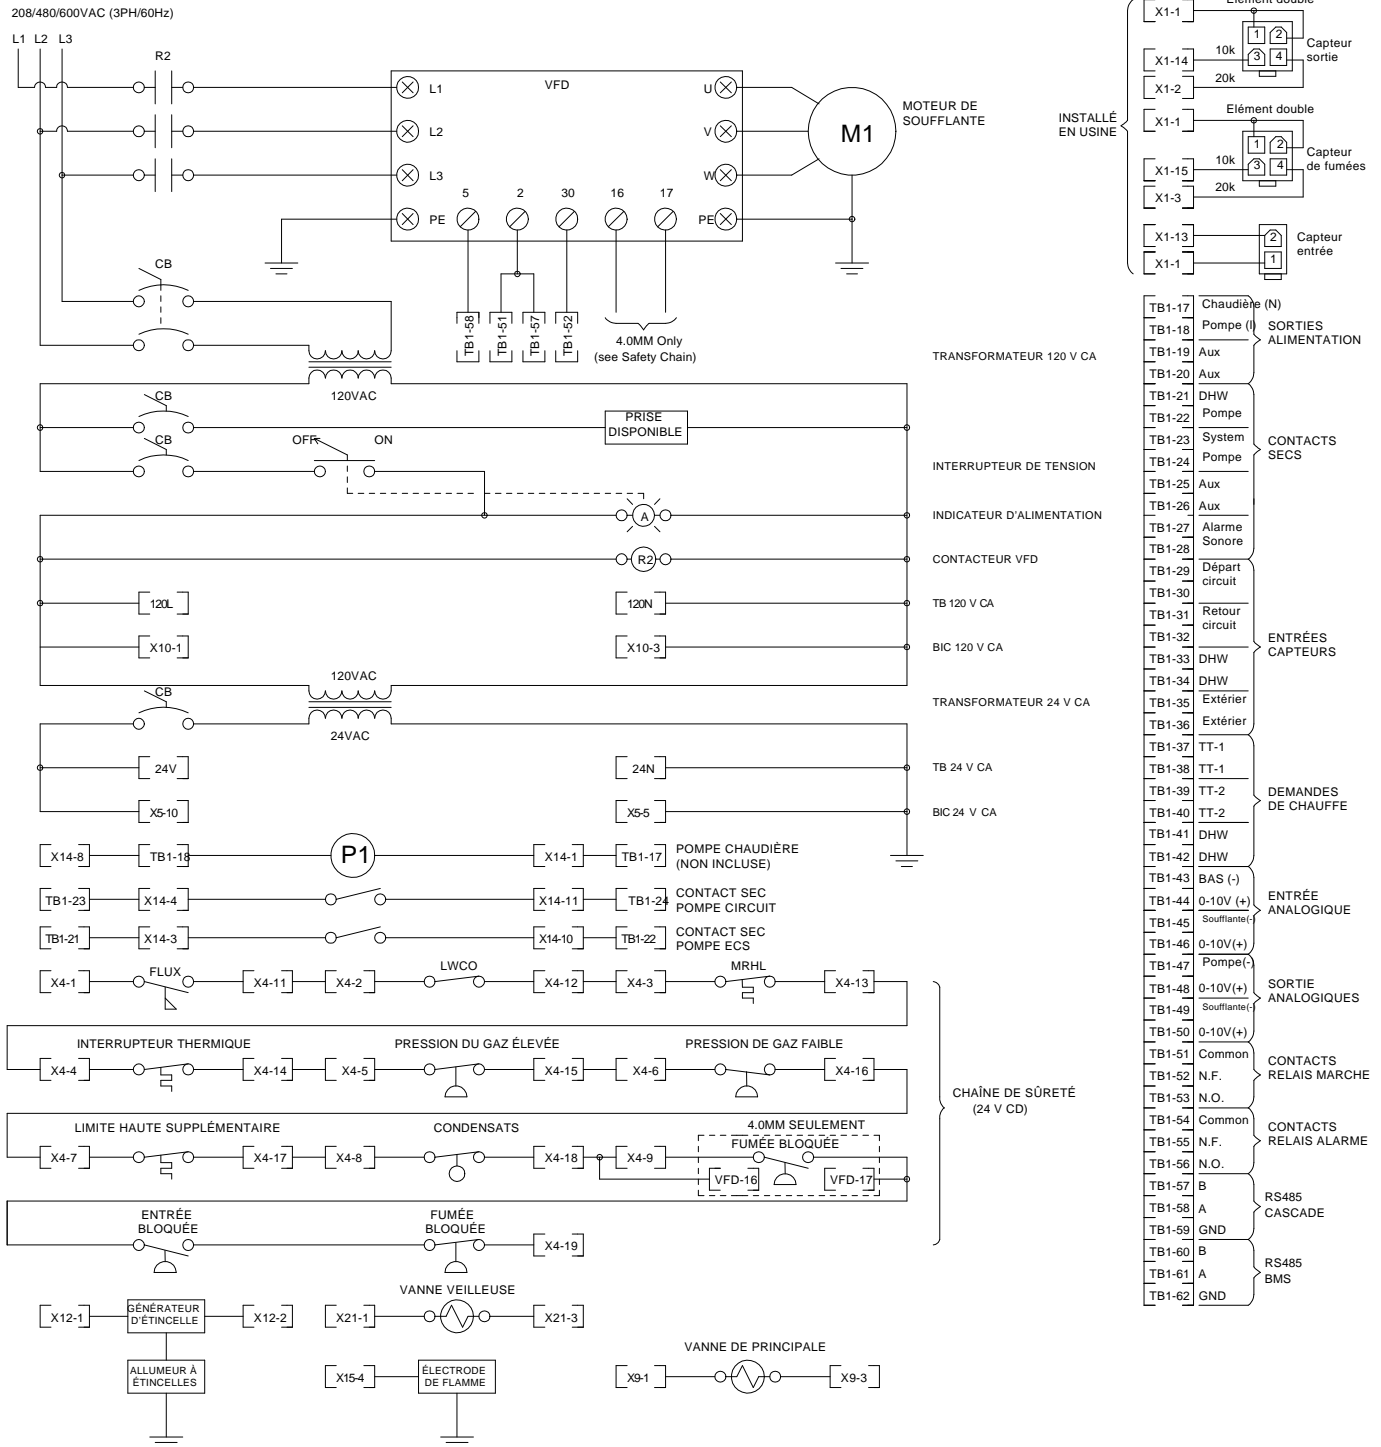 208/480/600VAC (3PH/60Hz)
L1 L2 L3
R2
VFD
L1
L2
L3
PE
U
V
W
PE
5 2 30 16 17
M1
MOTEUR DE
SOUFFLANTE
TB1-58
TB1-51
TB1-57
TB1-52
4.0MM Only
(see Safety Chain)
CB
120VAC
TRANSFORMATEUR 120 V CA
CB
PRISE
DISPONIBLE
CB
OFF ON
INTERRUPTEUR DE TENSION
A
INDICATEUR D'ALIMENTATION
R2
CONTACTEUR VFD
120L 120N
TB 120 V CA
X10-1 X10-3
BIC 120 V CA
120VAC
TRANSFORMATEUR 24 V CA
CB
24VAC
24V 24N
TB 24 V CA
X5-10 X5-5
BIC 24 V CA
X14-8 TB1-18 P1 X14-1 TB1-17
POMPE CHAUDIÈRE
(NON INCLUSE)
TB1-23 X14-4 X14-11 TB1-24
CONTACT SEC
POMPE CIRCUIT
TB1-21 X14-3 X14-10 TB1-22
CONTACT SEC
POMPE ECS
FLUX LWCO MRHL
X4-1 X4-11 X4-2 X4-12 X4-3 X4-13
INTERRUPTEUR THERMIQUE PRESSION DU GAZ ÉLEVÉE PRESSION DE GAZ FAIBLE
X4-4 X4-14 X4-5 X4-15 X4-6 X4-16
CHAÎNE DE SÛRETÉ
(24 V CD)
LIMITE HAUTE SUPPLÉMENTAIRE CONDENSATS 4.0MM SEULEMENT
FUMÉE BLOQUÉE
X4-7 X4-17 X4-8 X4-18 X4-9
VFD-16 VFD-17
ENTRÉE
BLOQUÉE
FUMÉE
BLOQUÉE
X4-19
VANNE VEILLEUSE
X12-1
GÉNÉRATEUR
D'ÉTINCELLE
X12-2
X21-1 X21-3
ALLUMEUR À
ÉTINCELLES
X15-4
ÉLECTRODE
DE FLAMME
VANNE DE PRINCIPALE
X9-1 X9-3
INSTALLÉ
EN USINE
Elément double
X1-1
1 2
3 4
10k
X1-14
20k
X1-2
Capteur
sortie
Elément double
X1-1
1 2
3 4
10k
X1-15
20k
X1-3
Capteur
de fumées
X1-13
X1-1
2
1
Capteur
entrée
TB1-17 Chaudière (N)
TB1-18 Pompe (l)
TB1-19 Aux
TB1-20 Aux
SORTIES
ALIMENTATION
TB1-21 DHW
TB1-22 Pompe
TB1-23 System
TB1-24 Pompe
TB1-25 Aux
TB1-26 Aux
TB1-27 Alarme
TB1-28 Sonore
CONTACTS
SECS
TB1-29 Départ
circuit
TB1-30
TB1-31 Retour
circuit
TB1-32
TB1-33 DHW
TB1-34 DHW
TB1-35 Extérier
TB1-36 Extérier
ENTRÉES
CAPTEURS
TB1-37 TT-1
TB1-38 TT-1
TB1-39 TT-2
TB1-40 TT-2
TB1-41 DHW
TB1-42 DHW
DEMANDES
DE CHAUFFE
TB1-43 BAS (-)
TB1-44 0-10V (+)
TB1-45 Soufflante(-)
TB1-46 0-10V(+)
ENTRÉE
ANALOGIQUE
TB1-47 Pompe(-)
TB1-48 0-10V(+)
TB1-49 Soufflante(-)
TB1-50 0-10V(+)
SORTIE
ANALOGIQUES
TB1-51 Common
TB1-52 N.F.
TB1-53 N.O.
CONTACTS
RELAIS MARCHE
TB1-54 Common
TB1-55 N.F.
TB1-56 N.O.
CONTACTS
RELAIS ALARME
TB1-57 B
TB1-58 A
TB1-59 GND
RS485
CASCADE
TB1-60 B
TB1-61 A
TB1-62 GND
RS485
BMS